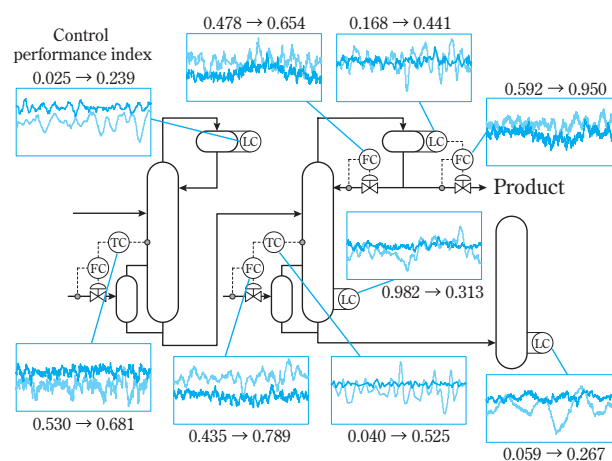 Control
performance index
0.025 → 0.239
0.478 → 0.654
0.168 → 0.441
0.592 → 0.950
LC
FC
LC
FC
Product
TC
FC
TC
FC
LC
0.982 → 0.313
LC
0.530 → 0.681
0.435 → 0.789
0.040 → 0.525
0.059 → 0.267